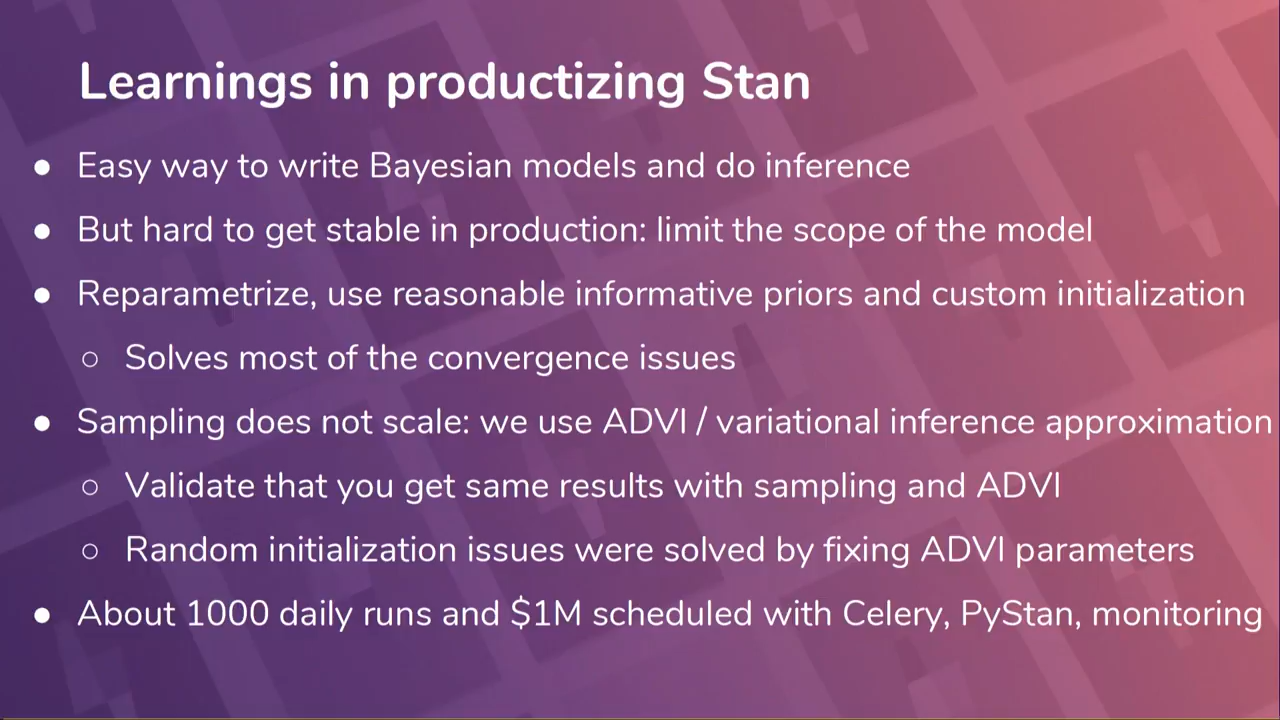 Learnings in productizing Stan
● Easy way to write Bayesian models and do inference
● But hard to get stable in production: limit the scope of the model
● Reparametrize, use reasonable informative priors and custom initialization
○ Solves most of the convergence issues
● Sampling does not scale: we use ADVI / variational inference approximation
○ Validate that you get same results with sampling and ADVI
○ Random initialization issues were solved by fixing ADVI parameters
● About 1000 daily runs and $1M scheduled with Celery, PyStan, monitoring